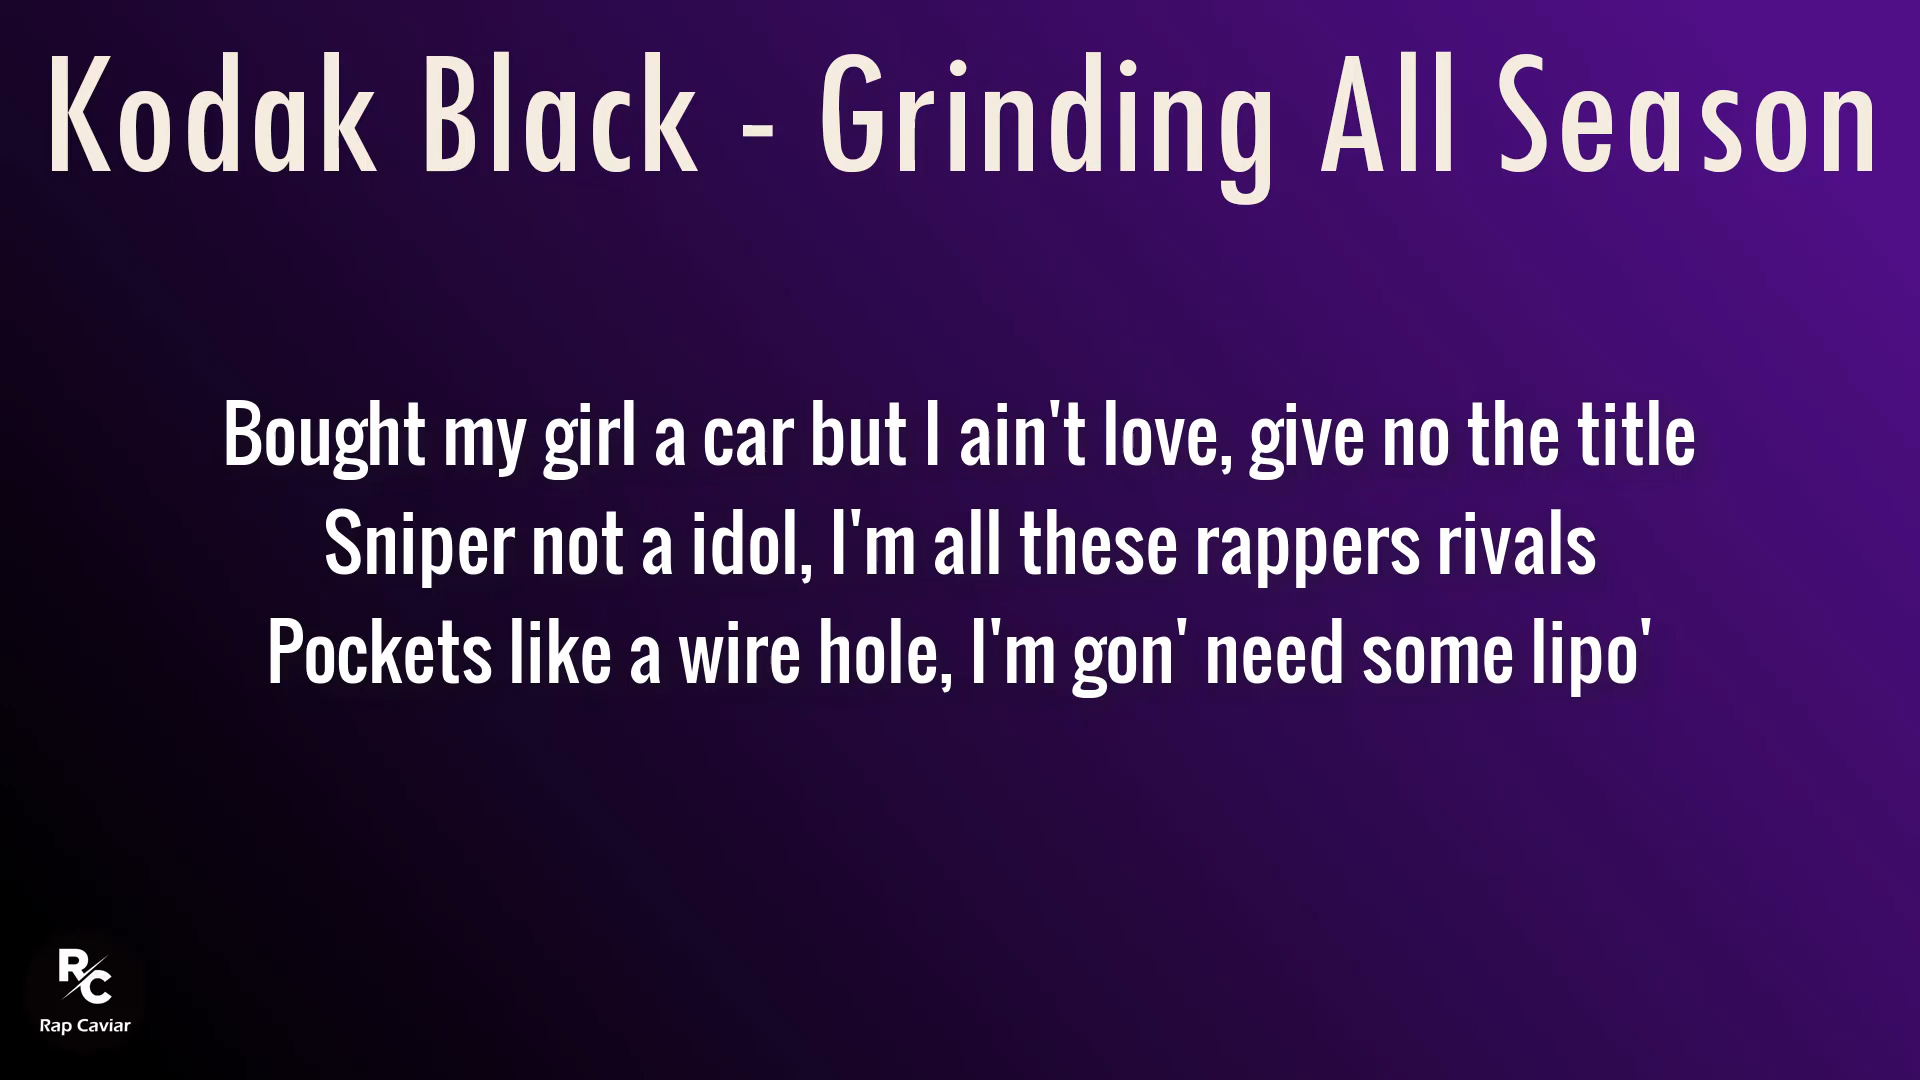 Kodak Black - Grinding All Season
Bought my girl a car but I ain't love, give no the title
Sniper not a idol, I'm all these rappers rivals
Pockets like a wire hole, I'm gon' need some lipo'
RC
Rap Caviar